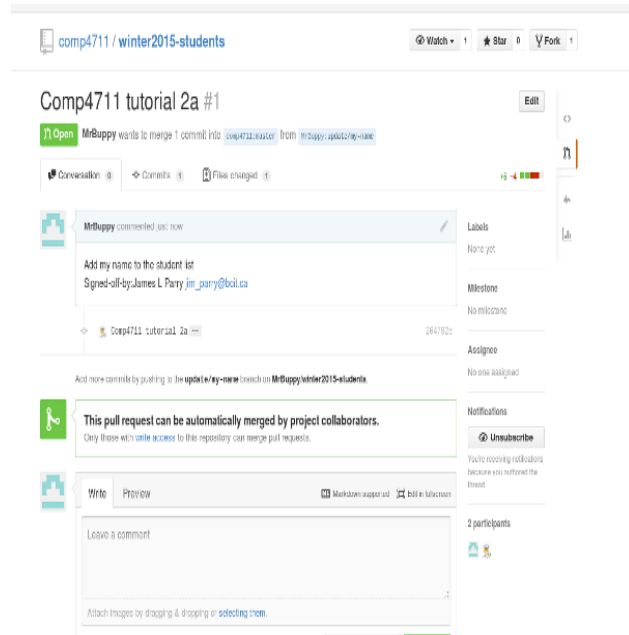 comp4711 / winter2015-students
Watch 1 Star 0 Fork 1
Comp4711 tutorial 2a #1
Edit
Open MrBuppy wants to merge 1 commit into comp4711:master from MrBuppy:update/my-name
Conversation 0 Commits 1 Files changed 1
MrBuppy commented just now
Add my name to the student list
Signed-off-by:James L Parry jim_parry@bcit.ca
Comp4711 tutorial 2a
Add more commits by pushing to the update/my-name branch on MrBuppy/winter2015-students.
This pull request can be automatically merged by project collaborators.
Only those with write access to this repository can merge pull requests.
Write Preview
Markdown supported Edit in fullscreen
Leave a comment
Attach images by dragging & dropping or selecting them.
Labels
None yet
Milestone
No milestone
Assignee
No one assigned
Notifications
Unsubscribe
You're receiving notifications
because you authored the
thread.
2 participants